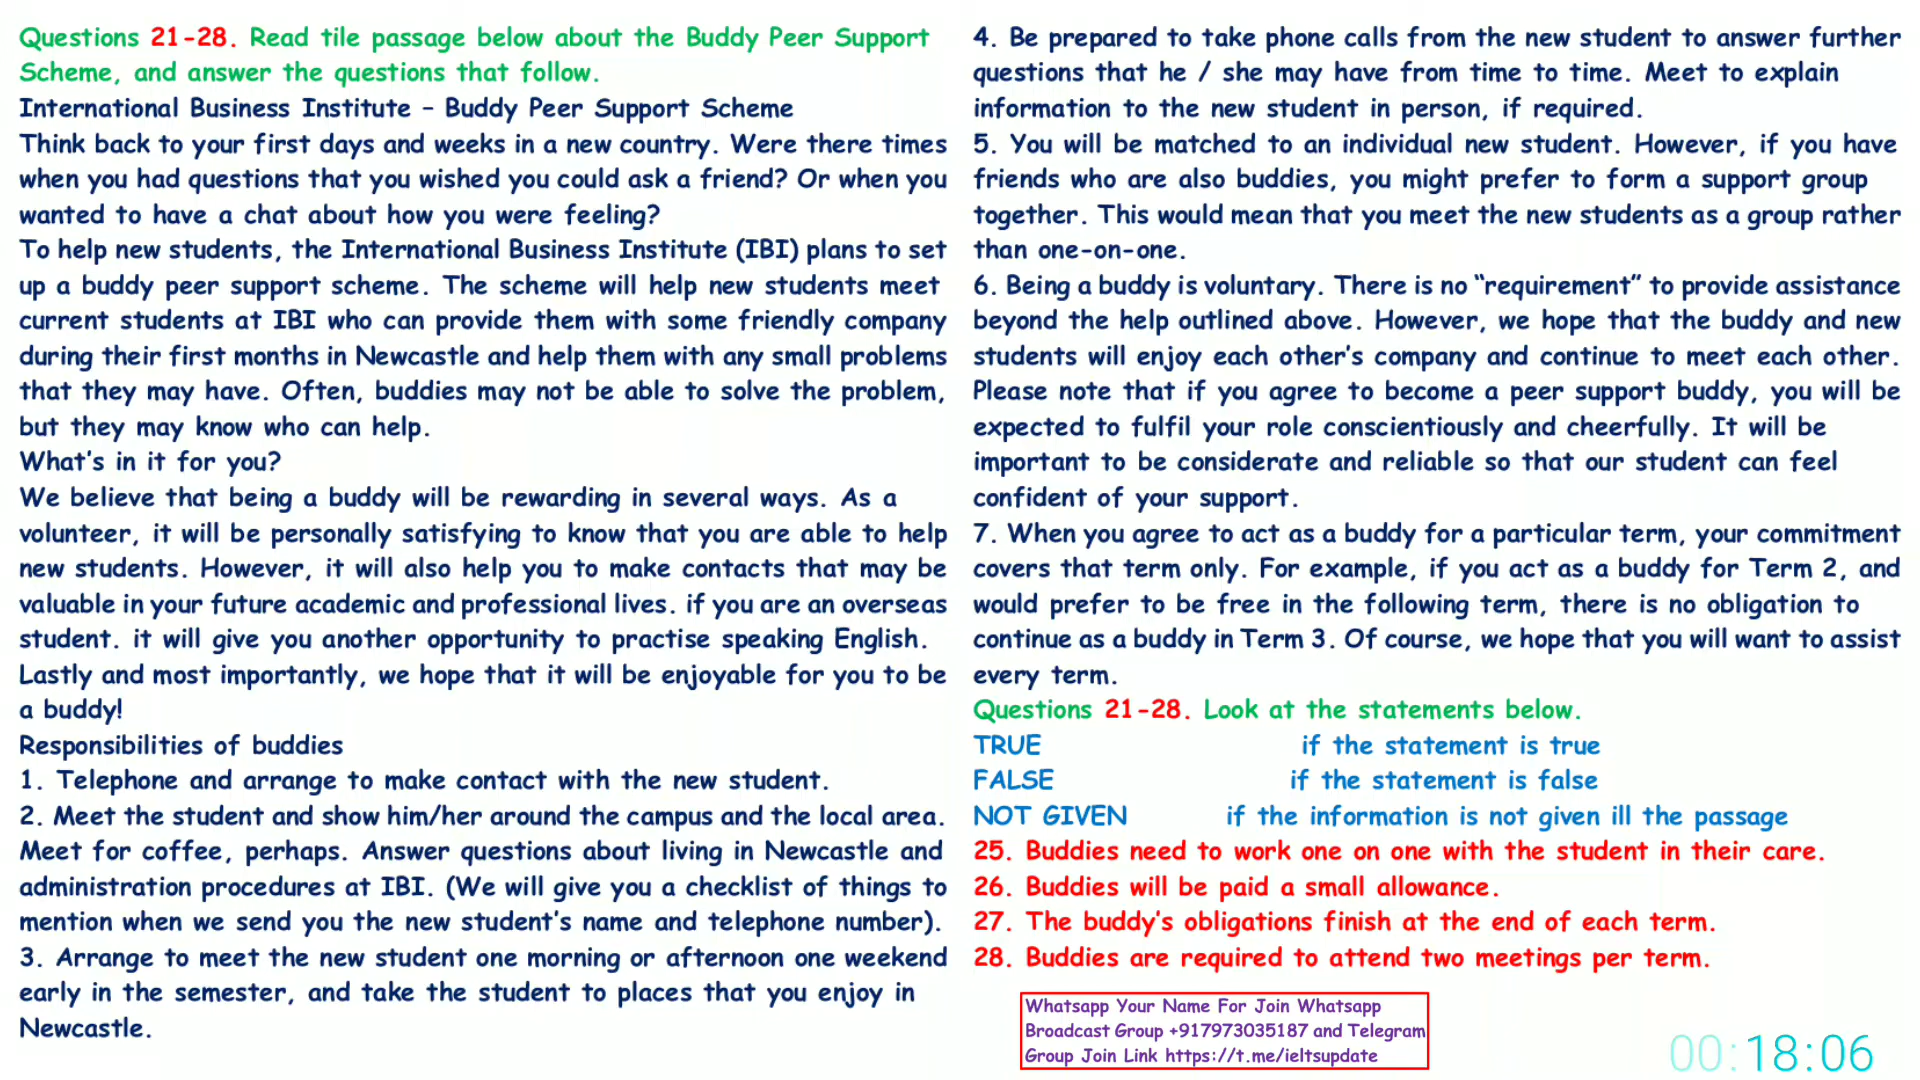 Questions 21-28. Read tile passage below about the Buddy Peer Support
Scheme, and answer the questions that follow.
International Business Institute – Buddy Peer Support Scheme
Think back to your first days and weeks in a new country. Were there times
when you had questions that you wished you could ask a friend? Or when you
wanted to have a chat about how you were feeling?
To help new students, the International Business Institute (IBI) plans to set
up a buddy peer support scheme. The scheme will help new students meet
current students at IBI who can provide them with some friendly company
during their first months in Newcastle and help them with any small problems
that they may have. Often, buddies may not be able to solve the problem,
but they may know who can help.
What's in it for you?
We believe that being a buddy will be rewarding in several ways. As a
volunteer, it will be personally satisfying to know that you are able to help
new students. However, it will also help you to make contacts that may be
valuable in your future academic and professional lives. if you are an overseas
student. it will give you another opportunity to practise speaking English.
Lastly and most importantly, we hope that it will be enjoyable for you to be
a buddy!
Responsibilities of buddies
1. Telephone and arrange to make contact with the new student.
2. Meet the student and show him/her around the campus and the local area.
Meet for coffee, perhaps. Answer questions about living in Newcastle and
administration procedures at IBI. (We will give you a checklist of things to
mention when we send you the new student's name and telephone number).
3. Arrange to meet the new student one morning or afternoon one weekend
early in the semester, and take the student to places that you enjoy in
Newcastle.
4. Be prepared to take phone calls from the new student to answer further
questions that he / she may have from time to time. Meet to explain
information to the new student in person, if required.
5. You will be matched to an individual new student. However, if you have
friends who are also buddies, you might prefer to form a support group
together. This would mean that you meet the new students as a group rather
than one-on-one.
6. Being a buddy is voluntary. There is no “requirement” to provide assistance
beyond the help outlined above. However, we hope that the buddy and new
students will enjoy each other's company and continue to meet each other.
Please note that if you agree to become a peer support buddy, you will be
expected to fulfil your role conscientiously and cheerfully. It will be
important to be considerate and reliable so that our student can feel
confident of your support.
7. When you agree to act as a buddy for a particular term, your commitment
covers that term only. For example, if you act as a buddy for Term 2, and
would prefer to be free in the following term, there is no obligation to
continue as a buddy in Term 3. Of course, we hope that you will want to assist
every term.
Questions 21-28. Look at the statements below.
TRUE if the statement is true
FALSE if the statement is false
NOT GIVEN if the information is not given ill the passage
25. Buddies need to work one on one with the student in their care.
26. Buddies will be paid a small allowance.
27. The buddy's obligations finish at the end of each term.
28. Buddies are required to attend two meetings per term.
Whatsapp Your Name For Join Whatsapp
Broadcast Group +917973035187 and Telegram
Group Join Link https://t.me/ieltsupdate
00:18:06